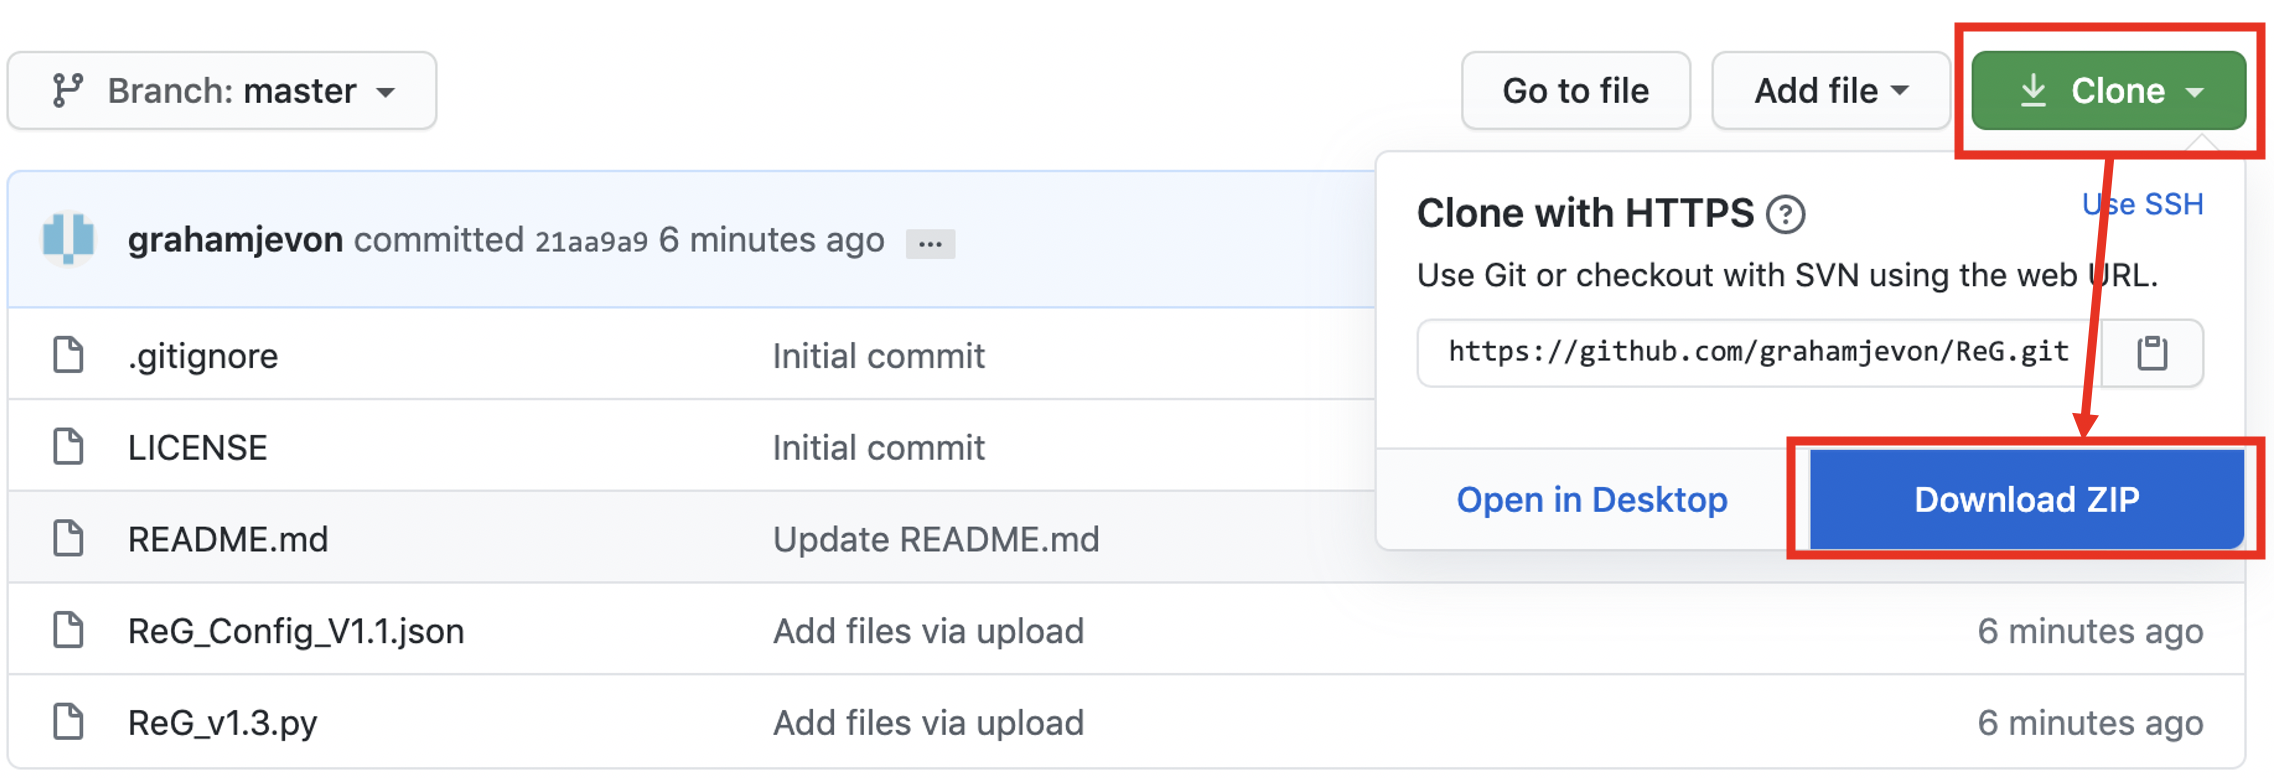 Branch: master
Go to file
Add file
Clone
grahamjevon committed 21aa9a9 6 minutes ago ...
Clone with HTTPS ?
Use SSH
Use Git or checkout with SVN using the web URL.
https://github.com/grahamjevon/ReG.git
Open in Desktop
Download ZIP
.gitignore Initial commit
LICENSE Initial commit
README.md Update README.md
ReG_Config_V1.1.json Add files via upload 6 minutes ago
ReG_v1.3.py Add files via upload 6 minutes ago